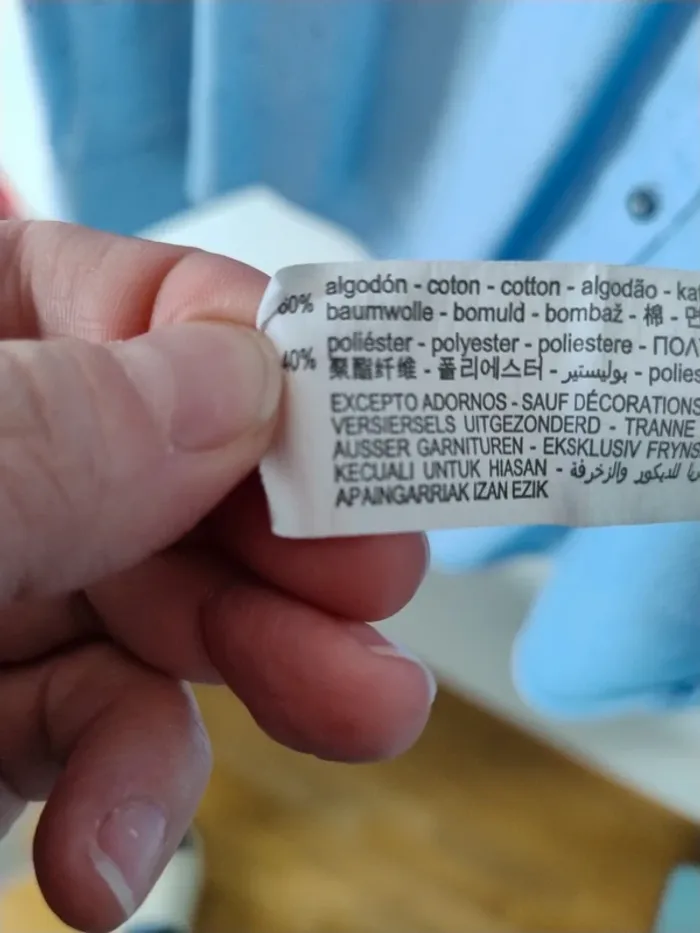 60% algodón - coton - cotton - algodão -
baumwolle - bomuld - bombaž - 棉 -
40% poliéster - polyester - poliestere -
聚酯纤维 - 폴리에스터 - بوليستير -
EXCEPTO ADORNOS - SAUF DÉCORATIONS
VERSIERSELS UITGEZONDERD - TRANNE
AUSSER GARNITUREN - EKSKLUSIV
KECUALI UNTUK HIASAN - للديكور والزخرفة
APAINGARRIAK IZAN EZIK